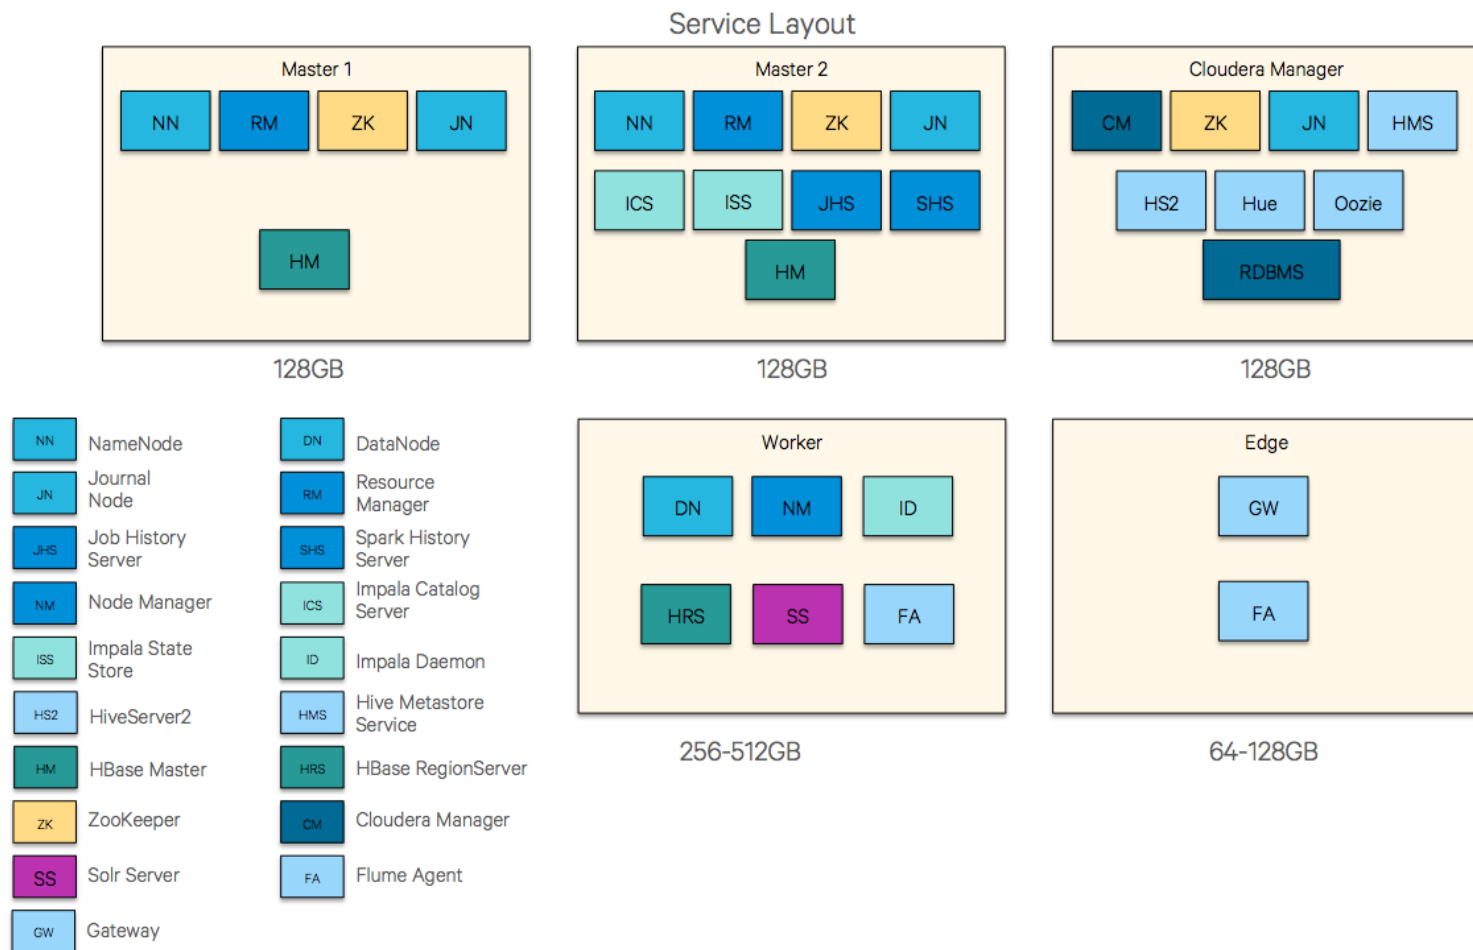 Service Layout
Master 1
NN RM ZK JN
HM
128GB
Master 2
NN RM ZK JN
ICS ISS JHS SHS
HM
128GB
Cloudera Manager
CM ZK JN HMS
HS2 Hue Oozie
RDBMS
128GB
NN NameNode
DN DataNode
JN Journal
Node
RM Resource
Manager
JHS Job History
Server
SHS Spark History
Server
NM Node Manager
ICS Impala Catalog
Server
ISS Impala State
Store
ID Impala Daemon
HS2 HiveServer2
HMS Hive Metastore
Service
HM HBase Master
HRS HBase RegionServer
ZK ZooKeeper
CM Cloudera Manager
SS Solr Server
FA Flume Agent
GW Gateway
Worker
DN NM ID
HRS SS FA
256-512GB
Edge
GW
FA
64-128GB